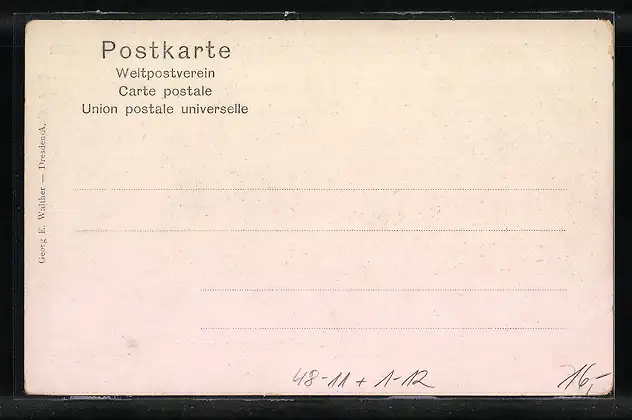 Postkarte
Weltpostverein
Carte postale
Union postale universelle
Georg E. Walther — Dresden-A.
48-11 + 1-12
16,-